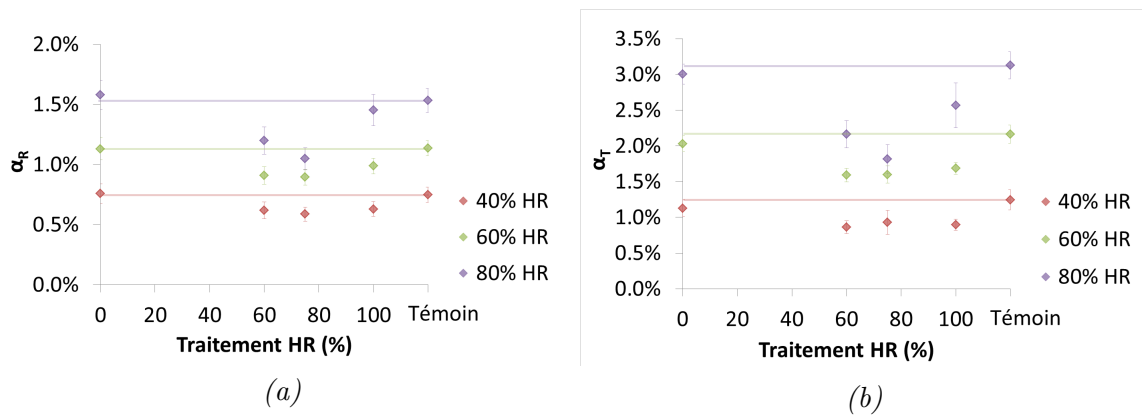 2.0%
1.5%
1.0%
0.5%
0.0%
αR
0 20 40 60 80 100 Témoin
Traitement HR (%)
40% HR
60% HR
80% HR
(a)
3.5%
3.0%
2.5%
2.0%
1.5%
1.0%
0.5%
0.0%
αT
0 20 40 60 80 100 Témoin
Traitement HR (%)
40% HR
60% HR
80% HR
(b)